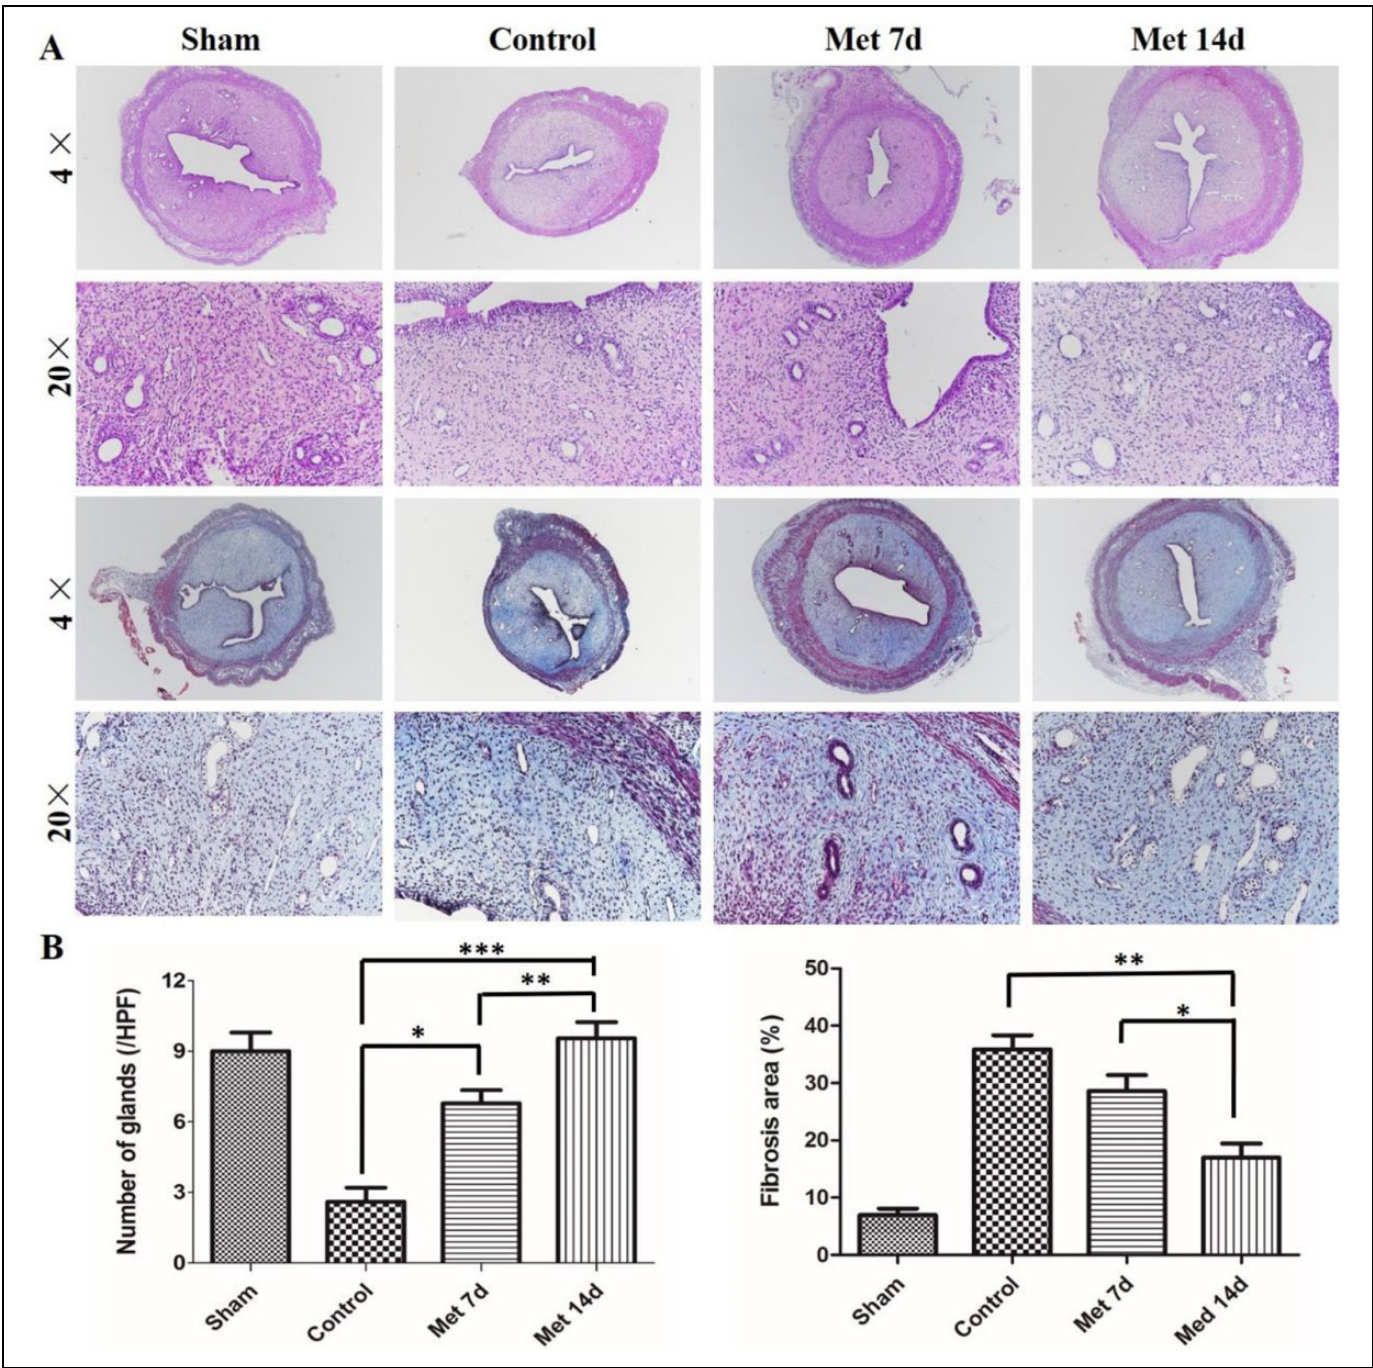 A
Sham
Control
Met 7d
Met 14d
4×
20×
4×
20×
B
***
**
*
12
9
6
3
0
Number of glands (/HPF)
Sham
Control
Met 7d
Met 14d
**
*
50
40
30
20
10
0
Fibrosis area (%)
Sham
Control
Met 7d
Med 14d